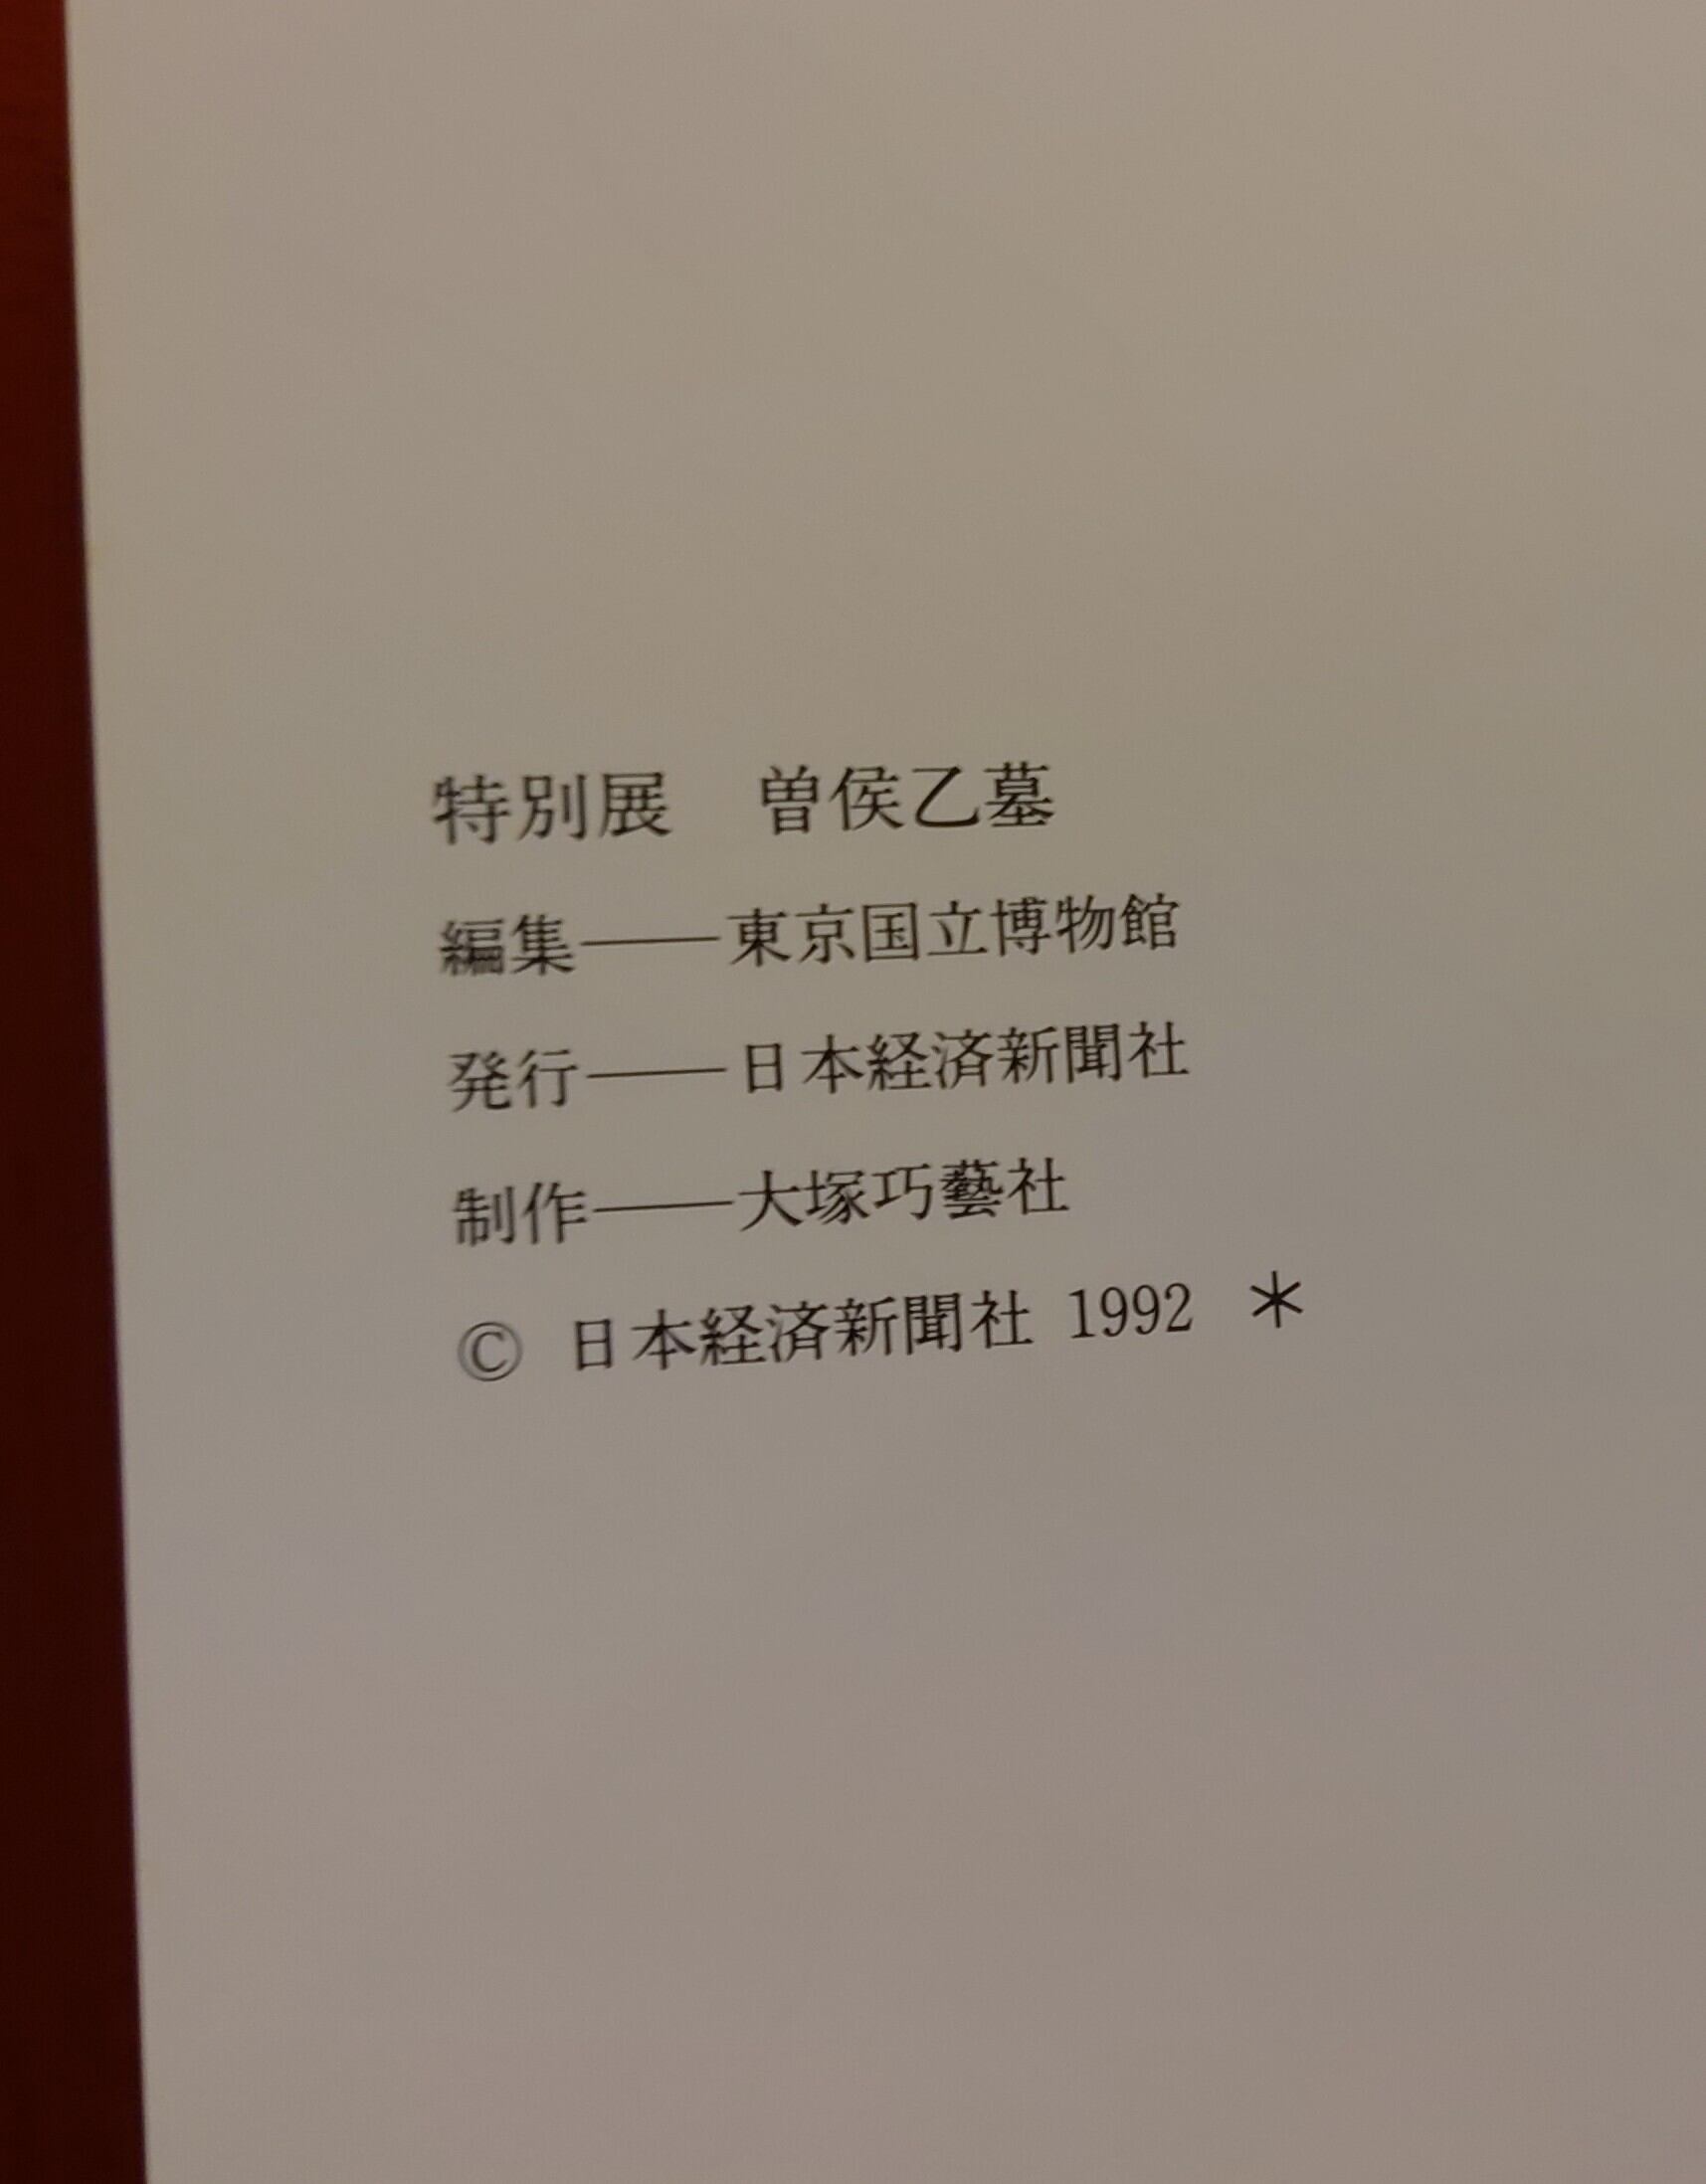 特別展　曽侯乙墓
編集――東京国立博物館
発行――日本経済新聞社
制作――大塚巧藝社
© 日本経済新聞社 1992 ＊